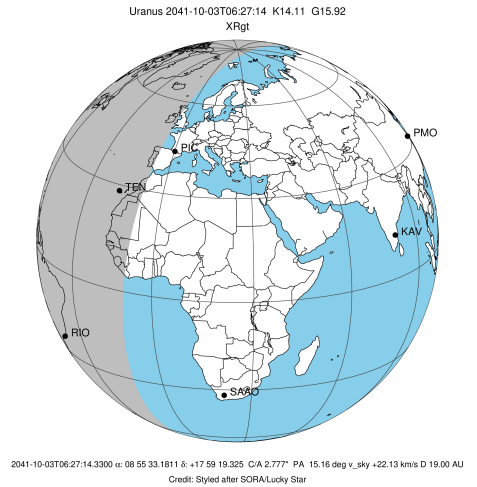 Uranus 2041-10-03T06:27:14 K14.11 G15.92
XRgt
PMO
PIC
TEN
KAV
RIO
SAAO
2041-10-03T06:27:14.3300 α: 08 55 33.1811 δ: +17 59 19.325 C/A 2.777" PA 15.16 deg v_sky +22.13 km/s D 19.00 AU
Credit: Styled after SORA/Lucky Star